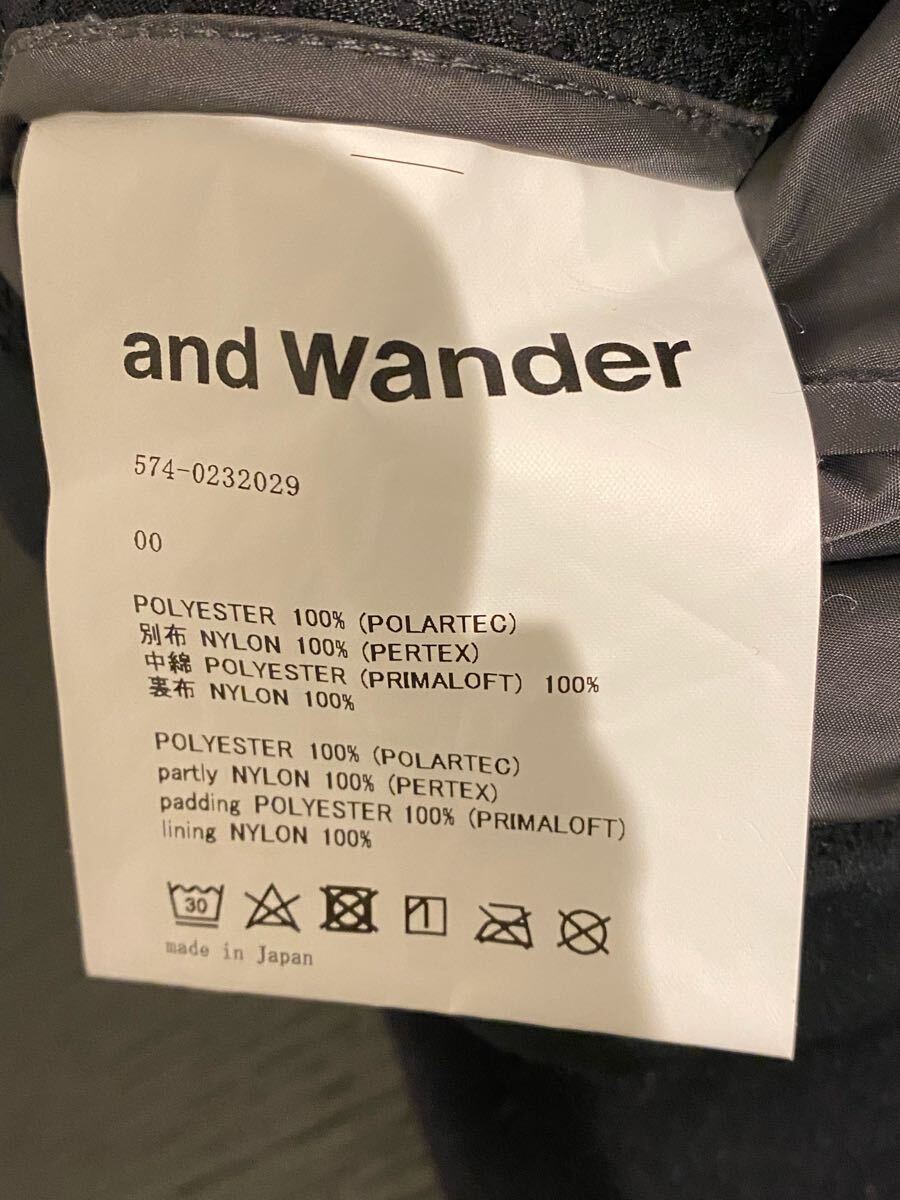 and wander
574-0232029
00
POLYESTER 100% (POLARTEC)
別布 NYLON 100% (PERTEX)
中綿 POLYESTER (PRIMALOFT) 100%
裏布 NYLON 100%
POLYESTER 100% (POLARTEC)
partly NYLON 100% (PERTEX)
padding POLYESTER 100% (PRIMALOFT)
lining NYLON 100%
30
made in Japan